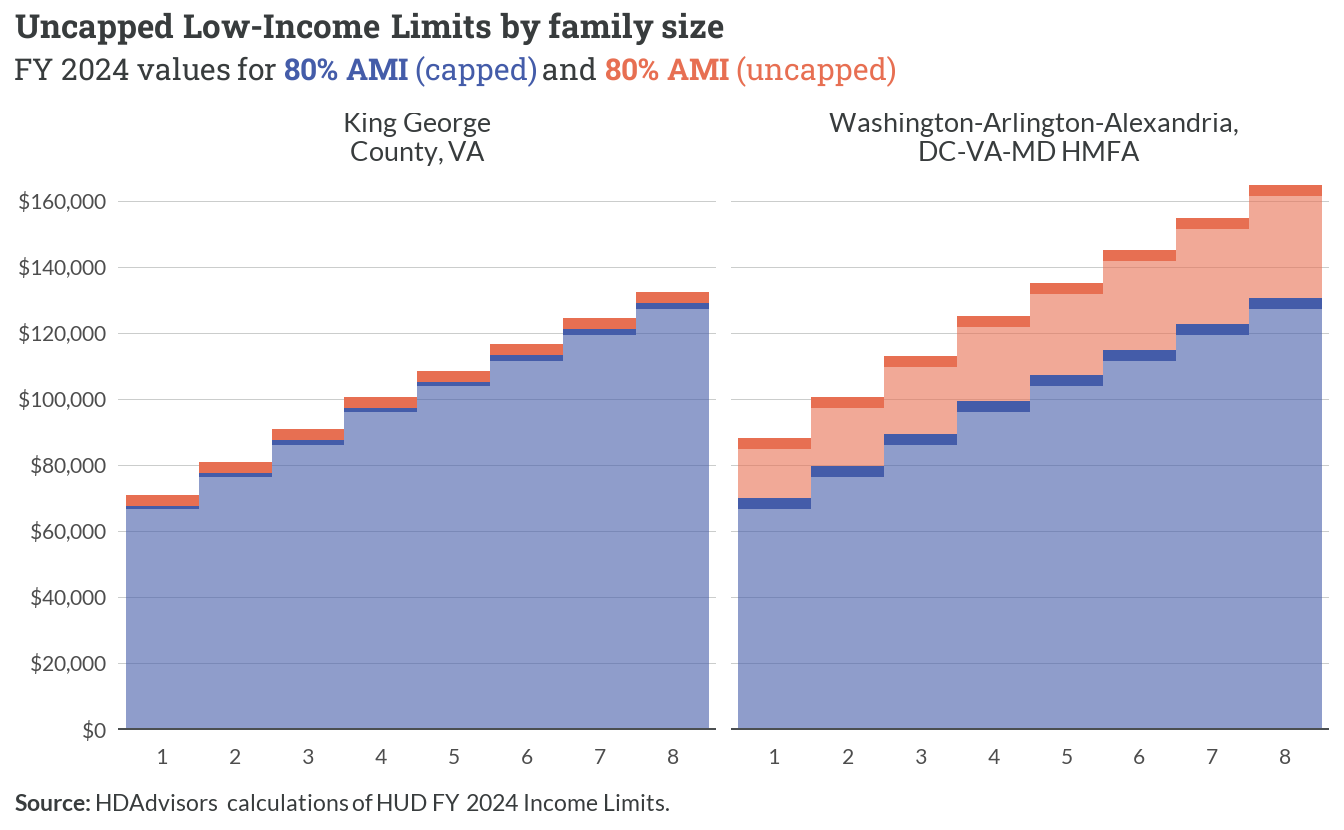 Uncapped Low-Income Limits by family size
FY 2024 values for 80% AMI (capped) and 80% AMI (uncapped)
King George
County, VA
Washington-Arlington-Alexandria,
DC-VA-MD HMFA
$160,000
$140,000
$120,000
$100,000
$80,000
$60,000
$40,000
$20,000
$0
1 2 3 4 5 6 7 8
1 2 3 4 5 6 7 8
Source: HDAdvisors calculations of HUD FY 2024 Income Limits.